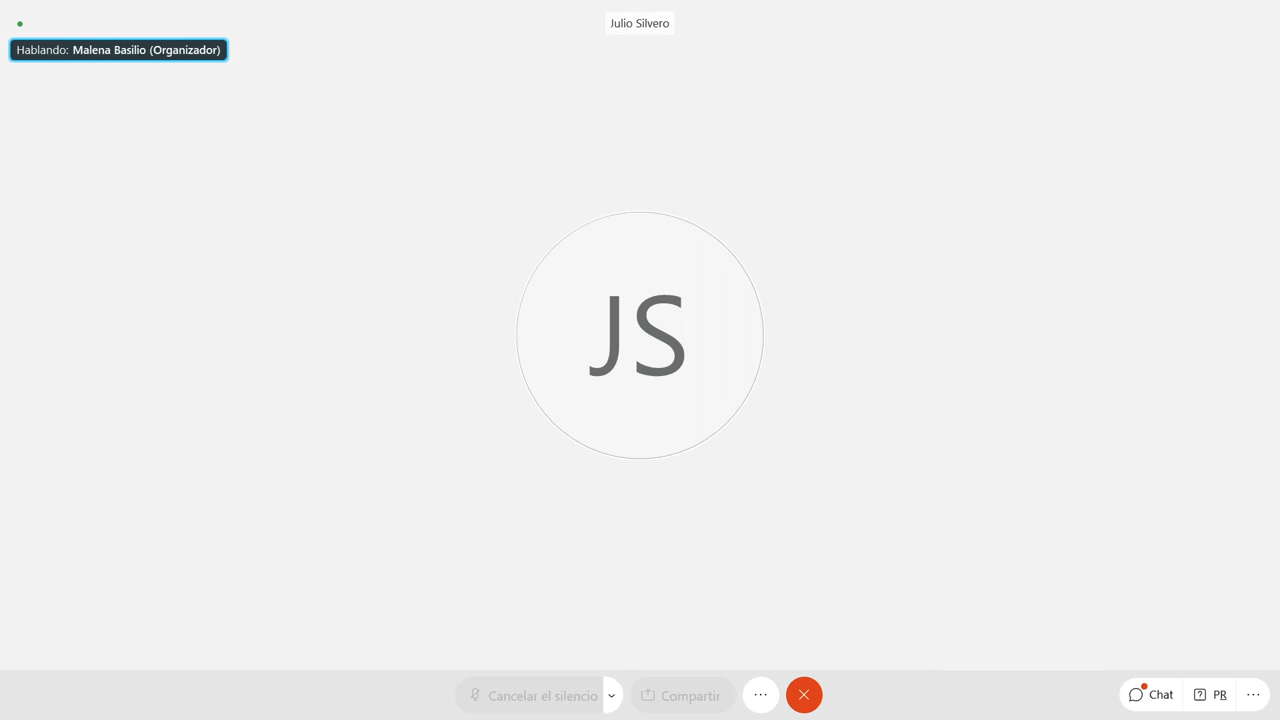 Julio Silvero
Hablando: Malena Basilio (Organizador)
JS
Cancelar el silencio
Compartir
Chat
PR